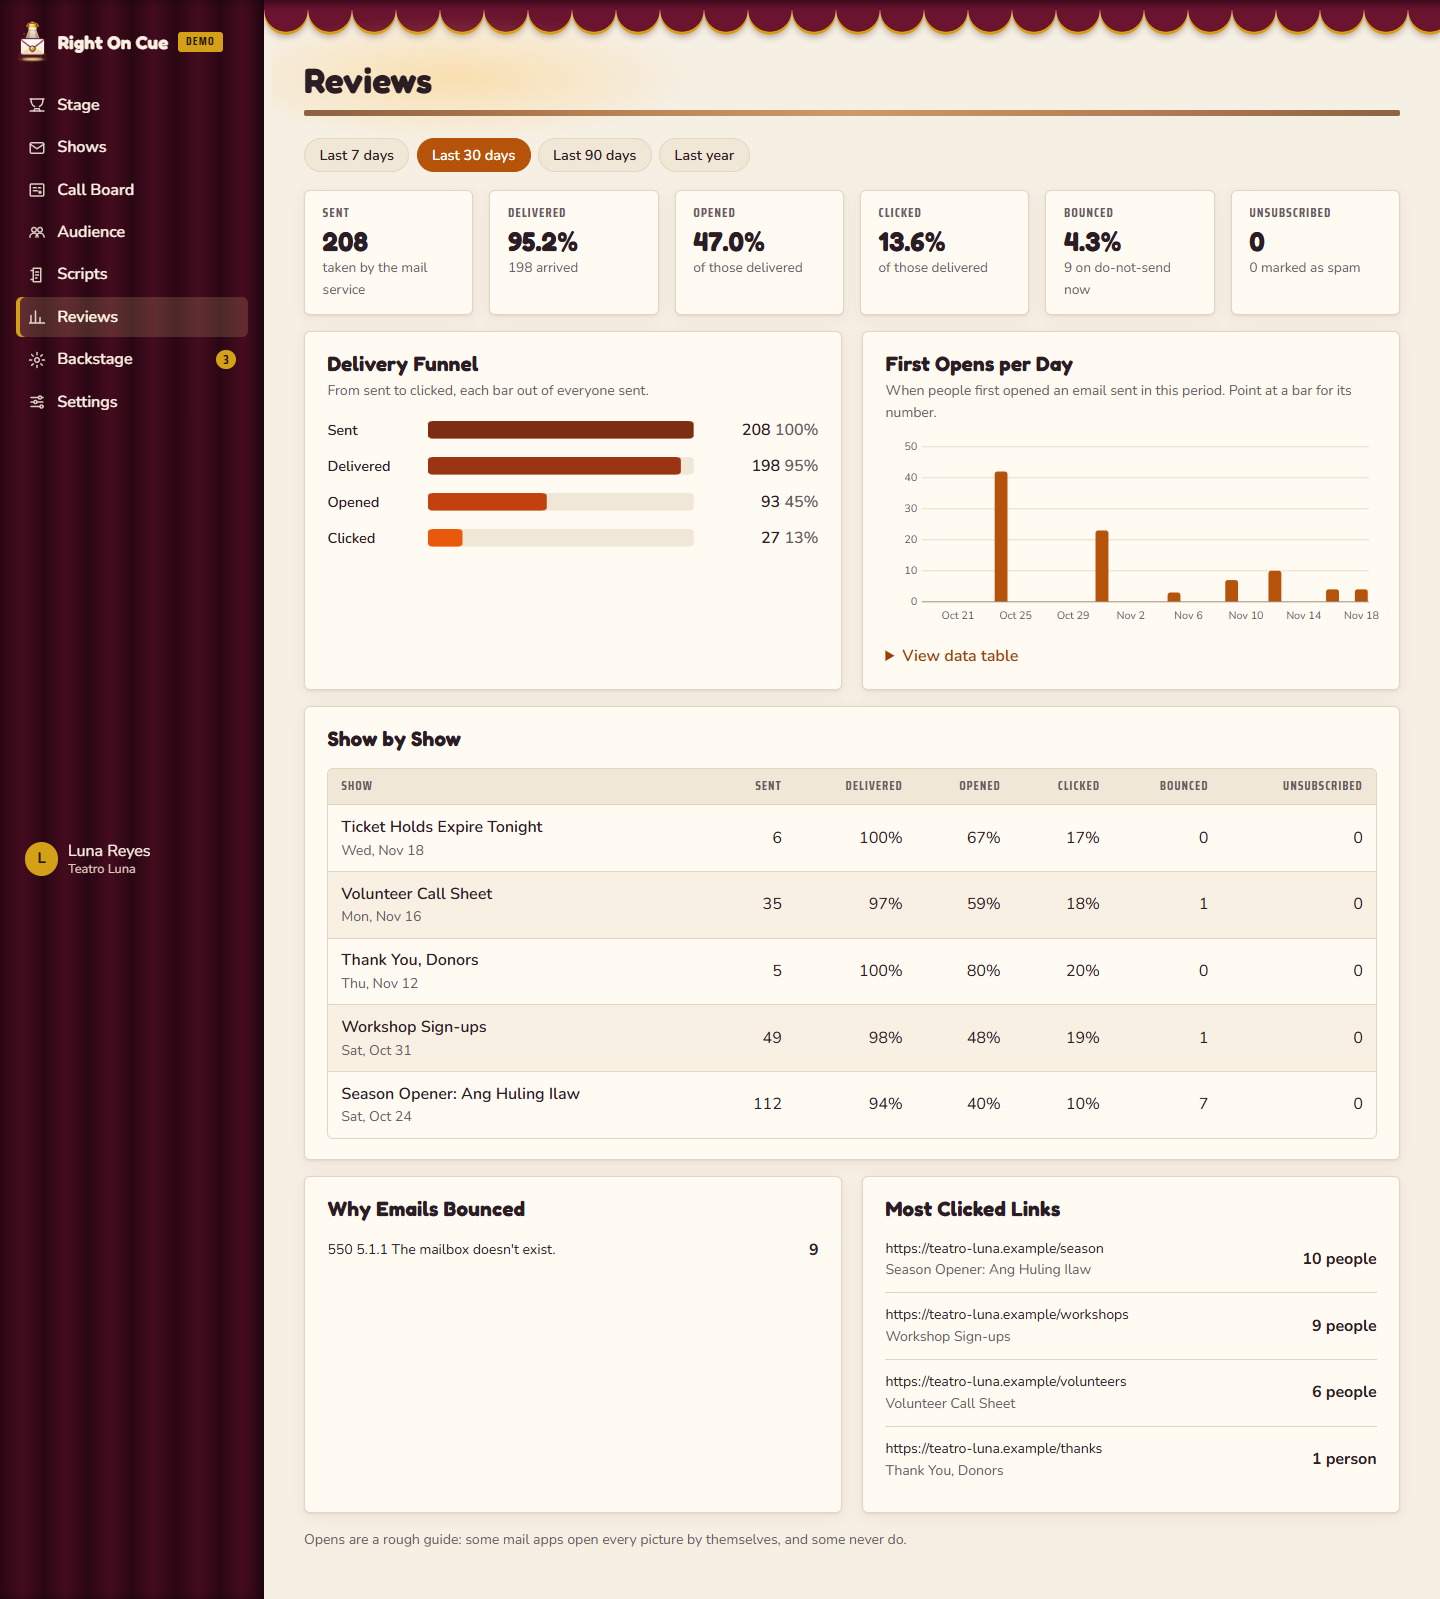 Right On Cue DEMO
Stage
Shows
Call Board
Audience
Scripts
Reviews
Backstage 3
Settings
L
Luna Reyes
Teatro Luna
Reviews
Last 7 days Last 30 days Last 90 days Last year
SENT
208
taken by the mail
service
DELIVERED
95.2%
198 arrived
OPENED
47.0%
of those delivered
CLICKED
13.6%
of those delivered
BOUNCED
4.3%
9 on do-not-send
now
UNSUBSCRIBED
0
0 marked as spam
Delivery Funnel
From sent to clicked, each bar out of everyone sent.
Sent 208 100%
Delivered 198 95%
Opened 93 45%
Clicked 27 13%
First Opens per Day
When people first opened an email sent in this period. Point at a bar for its
number.
50
40
30
20
10
0
Oct 21 Oct 25 Oct 29 Nov 2 Nov 6 Nov 10 Nov 14 Nov 18
▶ View data table
Show by Show
SHOW SENT DELIVERED OPENED CLICKED BOUNCED UNSUBSCRIBED
Ticket Holds Expire Tonight
Wed, Nov 18
6 100% 67% 17% 0 0
Volunteer Call Sheet
Mon, Nov 16
35 97% 59% 18% 1 0
Thank You, Donors
Thu, Nov 12
5 100% 80% 20% 0 0
Workshop Sign-ups
Sat, Oct 31
49 98% 48% 19% 1 0
Season Opener: Ang Huling Ilaw
Sat, Oct 24
112 94% 40% 10% 7 0
Why Emails Bounced
550 5.1.1 The mailbox doesn't exist. 9
Most Clicked Links
https://teatro-luna.example/season
Season Opener: Ang Huling Ilaw
10 people
https://teatro-luna.example/workshops
Workshop Sign-ups
9 people
https://teatro-luna.example/volunteers
Volunteer Call Sheet
6 people
https://teatro-luna.example/thanks
Thank You, Donors
1 person
Opens are a rough guide: some mail apps open every picture by themselves, and some never do.